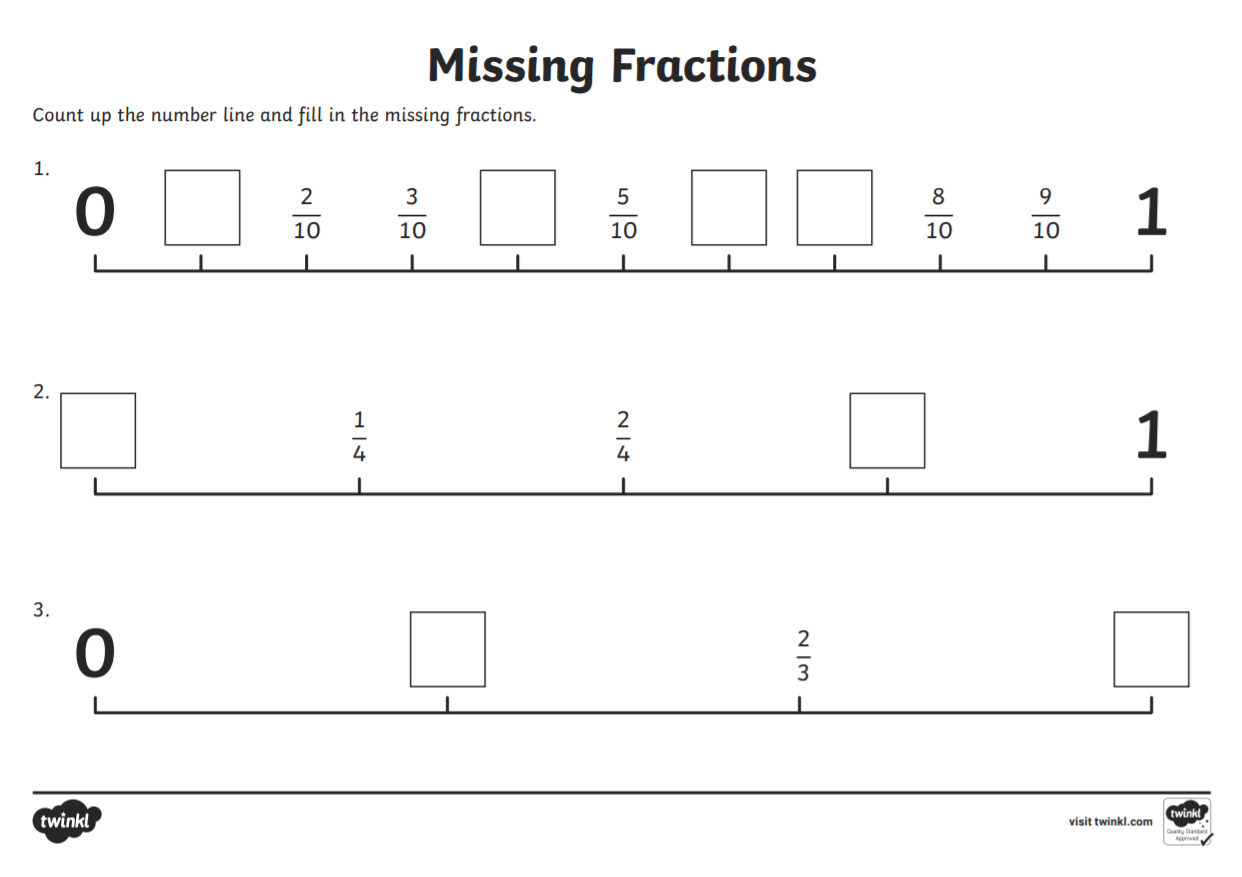 Missing Fractions
Count up the number line and fill in the missing fractions.
1.
0 2/10 3/10 5/10 8/10 9/10 1
2.
1/4 2/4 1
3.
0 2/3
twinkl
visit twinkl.com
twinkl
Quality Standard
Approved